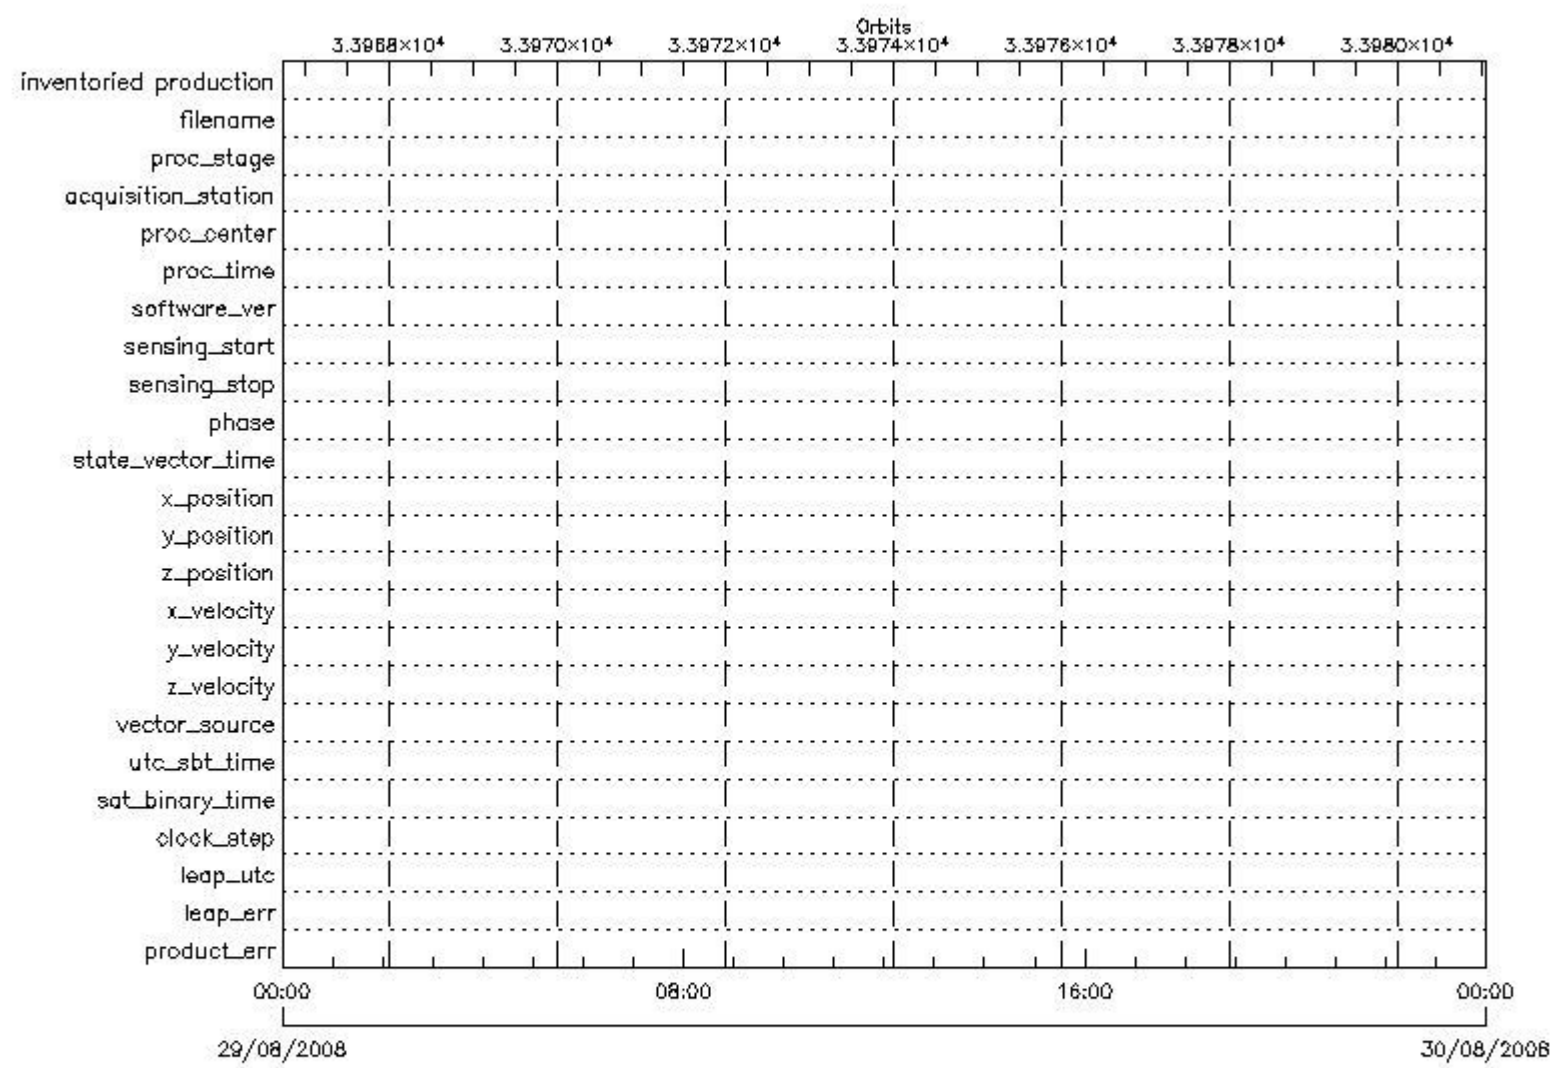 Orbits
3.3968×10⁴ 3.3970×10⁴ 3.3972×10⁴ 3.3974×10⁴ 3.3976×10⁴ 3.3978×10⁴ 3.3980×10⁴
inventoried production
filename
proc_stage
acquisition_station
proc_center
proc_time
software_ver
sensing_start
sensing_stop
phase
state_vector_time
x_position
y_position
z_position
x_velocity
y_velocity
z_velocity
vector_source
utc_sbt_time
sat_binary_time
clock_step
leap_utc
leap_err
product_err
00:00 08:00 16:00 00:00
29/08/2008 30/08/2008